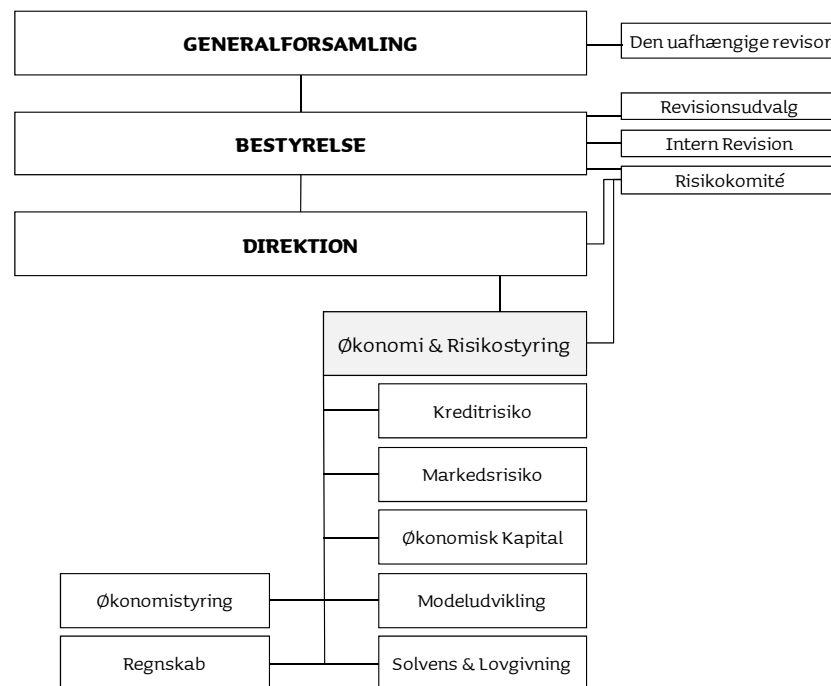 GENERALFORSAMLING
Den uafhængige revisor
BESTYRELSE
Revisionsudvalg
Intern Revision
Risikokomité
DIREKTION
Økonomi & Risikostyring
Kreditrisiko
Markedsrisiko
Økonomisk Kapital
Økonomistyring
Modeludvikling
Regnskab
Solvens & Lovgivning